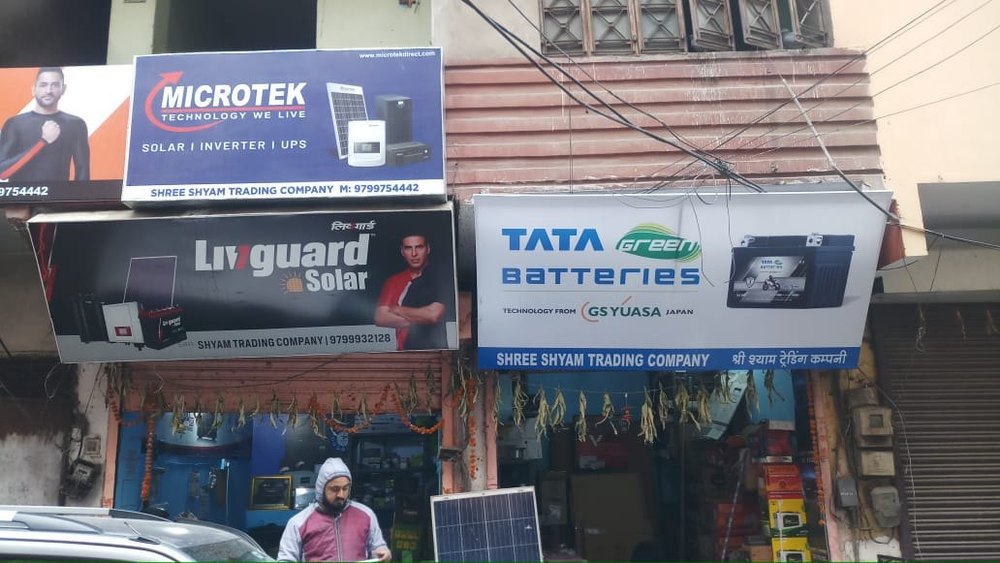 9754442
www.microtekdirect.com
MICROTEK
TECHNOLOGY WE LIVE
SOLAR I INVERTER I UPS
SHREE SHYAM TRADING COMPANY M: 9799754442
लिवगार्ड
Livguard
Solar
SHYAM TRADING COMPANY | 9799932128
TATA Green
BATTERIES
TECHNOLOGY FROM GS YUASA JAPAN
SHREE SHYAM TRADING COMPANY श्री श्याम ट्रेडिंग कम्पनी